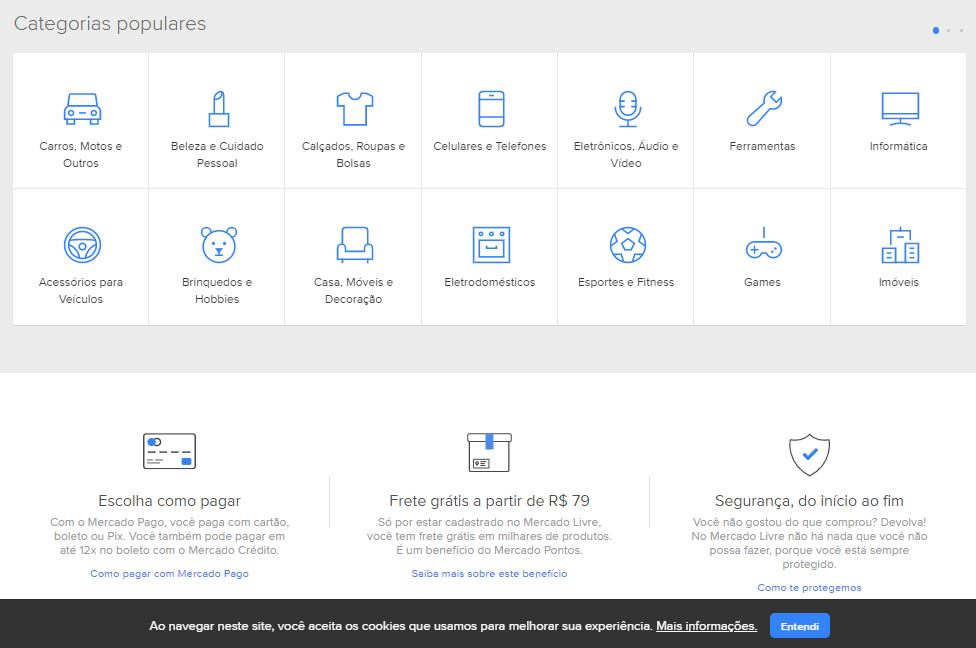 Categorias populares
Carros, Motos e
Outros
Beleza e Cuidado
Pessoal
Calçados, Roupas e
Bolsas
Celulares e Telefones
Eletrônicos, Áudio e
Vídeo
Ferramentas
Informática
Acessórios para
Veículos
Brinquedos e
Hobbies
Casa, Móveis e
Decoração
Eletrodomésticos
Esportes e Fitness
Games
Imóveis
Escolha como pagar
Com o Mercado Pago, você paga com cartão,
boleto ou Pix. Você também pode pagar em
até 12x no boleto com o Mercado Crédito.
Como pagar com Mercado Pago
Frete grátis a partir de R$ 79
Só por estar cadastrado no Mercado Livre,
você tem frete grátis em milhares de produtos.
É um benefício do Mercado Pontos.
Saiba mais sobre este benefício
Segurança, do início ao fim
Você não gostou do que comprou? Devolva!
No Mercado Livre não há nada que você não
possa fazer, porque você está sempre
protegido.
Como te protegemos
Ao navegar neste site, você aceita os cookies que usamos para melhorar sua experiência. Mais informações. Entendi